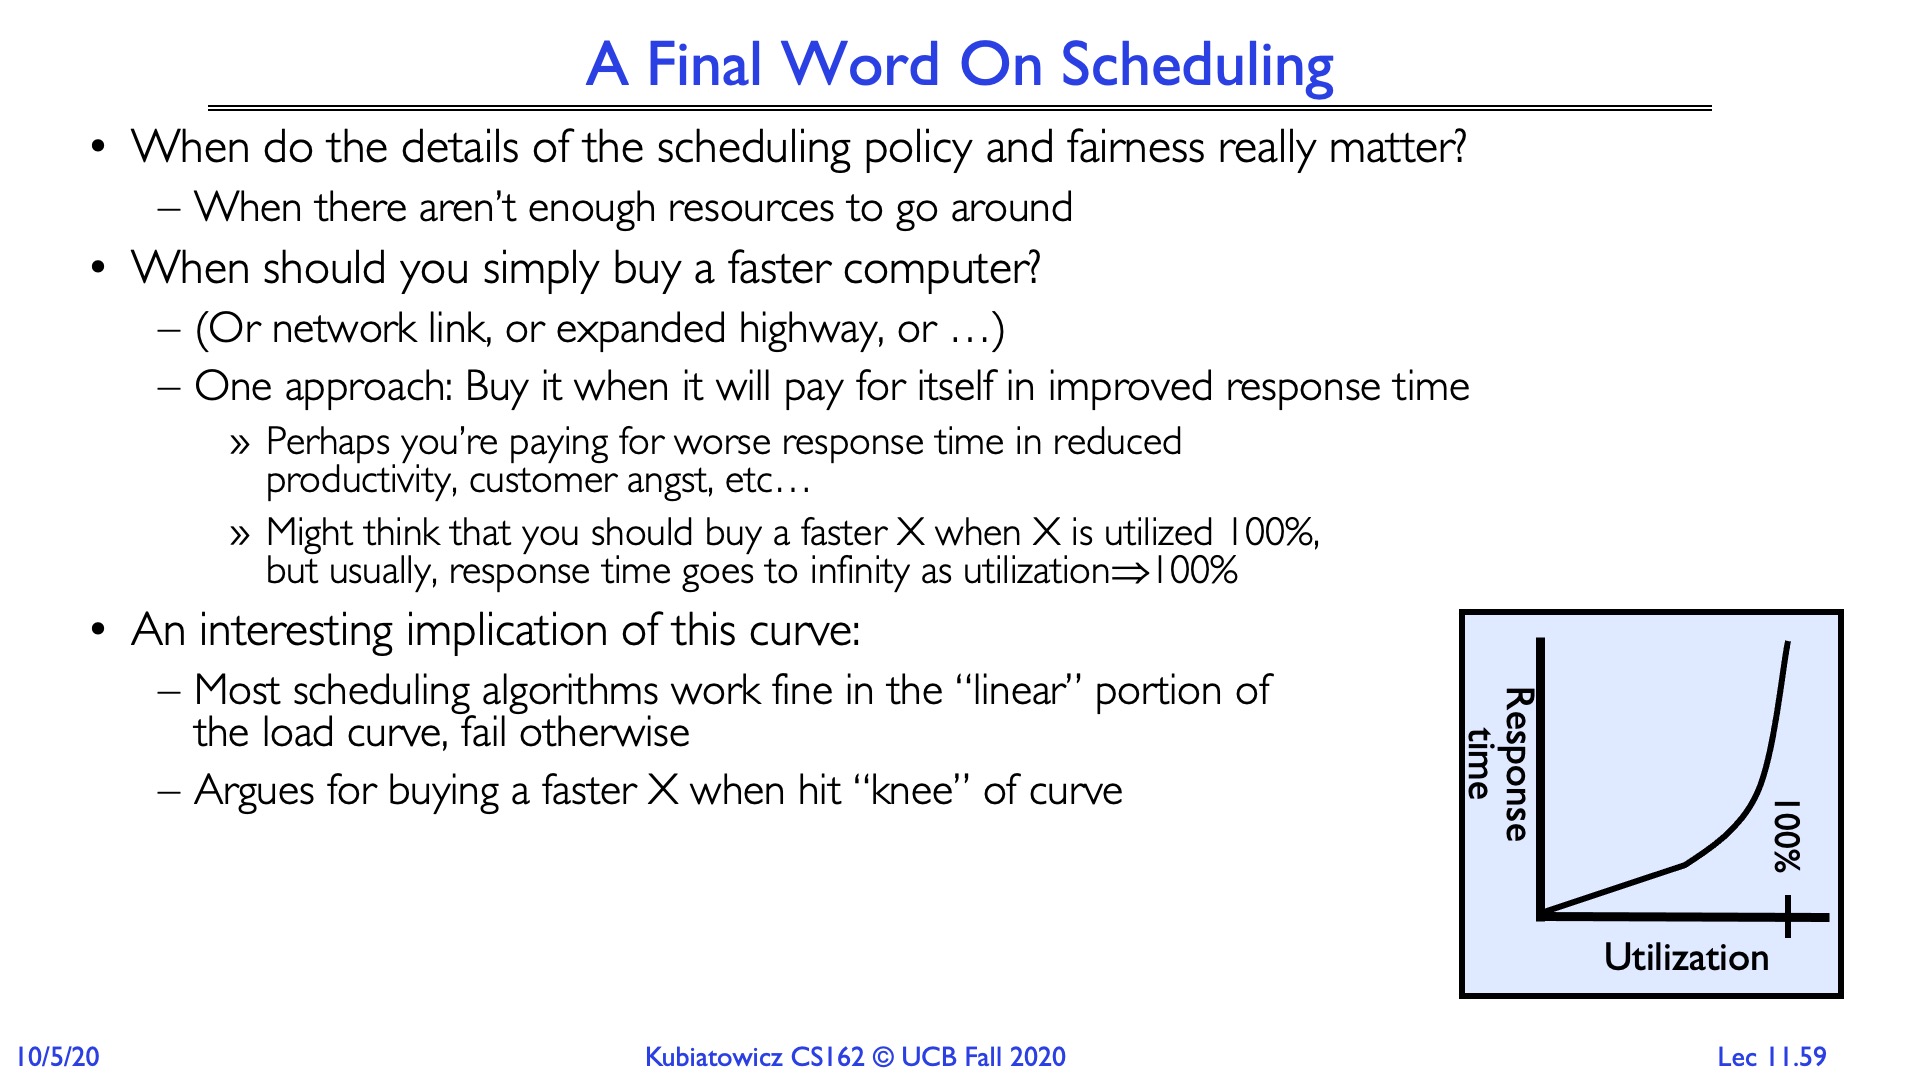 A Final Word On Scheduling
• When do the details of the scheduling policy and fairness really matter?
– When there aren’t enough resources to go around
• When should you simply buy a faster computer?
– (Or network link, or expanded highway, or …)
– One approach: Buy it when it will pay for itself in improved response time
» Perhaps you’re paying for worse response time in reduced
productivity, customer angst, etc…
» Might think that you should buy a faster X when X is utilized 100%,
but usually, response time goes to infinity as utilization⇒100%
• An interesting implication of this curve:
– Most scheduling algorithms work fine in the “linear” portion of
the load curve, fail otherwise
– Argues for buying a faster X when hit “knee” of curve
Response
time
100%
Utilization
10/5/20
Kubiatowicz CS162 © UCB Fall 2020
Lec 11.59